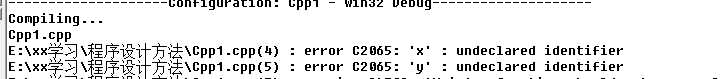 --------------------Configuration: Cpp1 - Win32 Debug--------------------
Compiling...
Cpp1.cpp
E:\xx学习\程序设计方法\Cpp1.cpp(4) : error C2065: 'x' : undeclared identifier
E:\xx学习\程序设计方法\Cpp1.cpp(5) : error C2065: 'y' : undeclared identifier